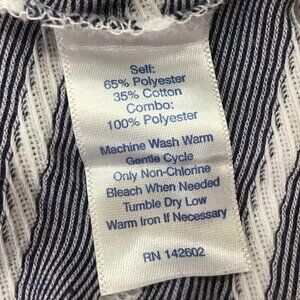 Self:
65% Polyester
35% Cotton
Combo:
100% Polyester
Machine Wash Warm
Gentle Cycle
Only Non-Chlorine
Bleach When Needed
Tumble Dry Low
Warm Iron If Necessary
RN 142602